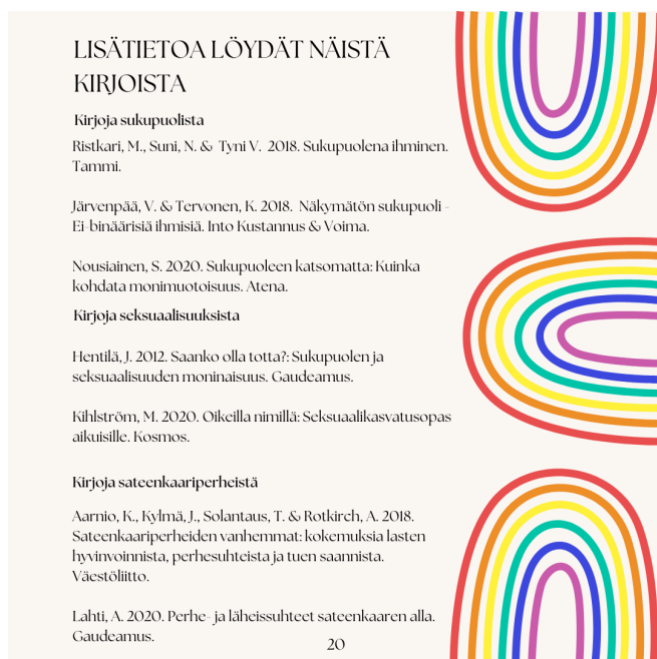 LISÄTIETOA LÖYDÄT NÄISTÄ
KIRJOISTA
Kirjoja sukupuolista
Ristkari, M., Suni, N. & Tyni V. 2018. Sukupuolena ihminen.
Tammi.
Järvenpää, V. & Tervonen, K. 2018. Näkymätön sukupuoli -
Ei-binäärisiä ihmisiä. Into Kustannus & Voima.
Nousiainen, S. 2020. Sukupuoleen katsomatta: Kuinka
kohdata monimuotoisuus. Atena.
Kirjoja seksuaalisuuksista
Hentilä, J. 2012. Saanko olla totta?: Sukupuolen ja
seksuaalisuuden moninaisuus. Gaudeamus.
Kihlström, M. 2020. Oikeilla nimillä: Seksuaalikasvatusopas
aikuisille. Kosmos.
Kirjoja sateenkaariperheistä
Aarnio, K., Kylmä, J., Solantaus, T. & Rotkirch, A. 2018.
Sateenkaariperheiden vanhemmat: kokemuksia lasten
hyvinvoinnista, perhesuhteista ja tuen saannista.
Väestöliitto.
Lahti, A. 2020. Perhe- ja läheissuhteet sateenkaaren alla.
Gaudeamus.
20